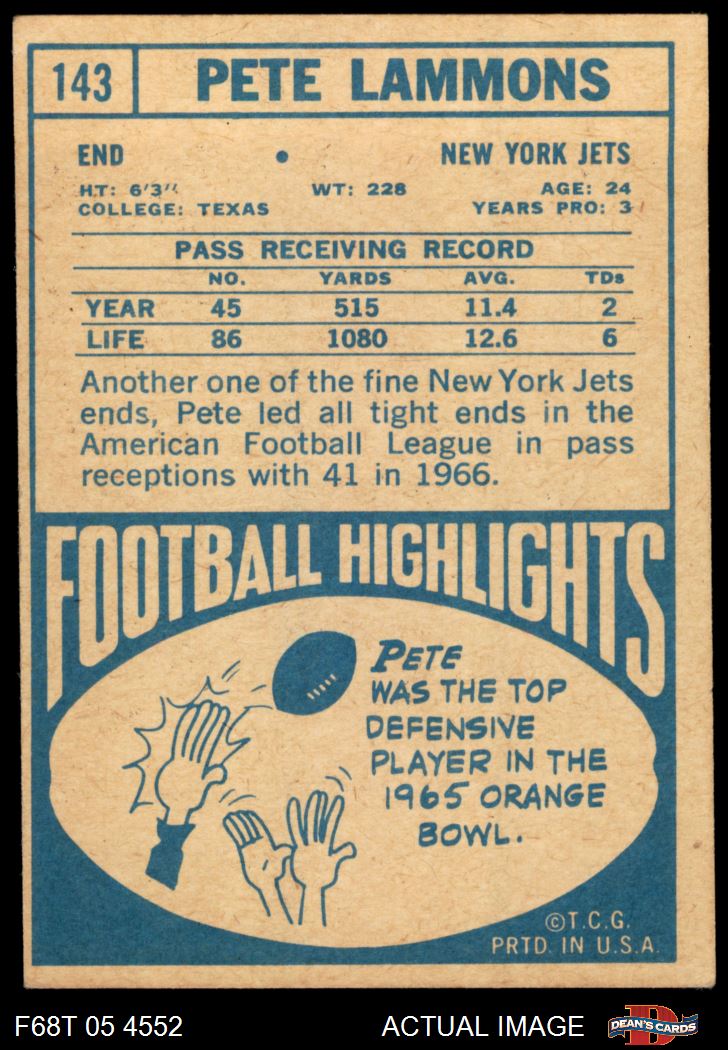 143 PETE LAMMONS
END • NEW YORK JETS
HT: 6'3" WT: 228 AGE: 24
COLLEGE: TEXAS YEARS PRO: 3
PASS RECEIVING RECORD
NO. YARDS AVG. TDs
YEAR 45 515 11.4 2
LIFE 86 1080 12.6 6
Another one of the fine New York Jets
ends, Pete led all tight ends in the
American Football League in pass
receptions with 41 in 1966.
FOOTBALL HIGHLIGHTS
PETE
WAS THE TOP
DEFENSIVE
PLAYER IN THE
1965 ORANGE
BOWL.
©T.C.G.
PRTD. IN U.S.A.
F68T 05 4552 ACTUAL IMAGE DEAN'S CARDS